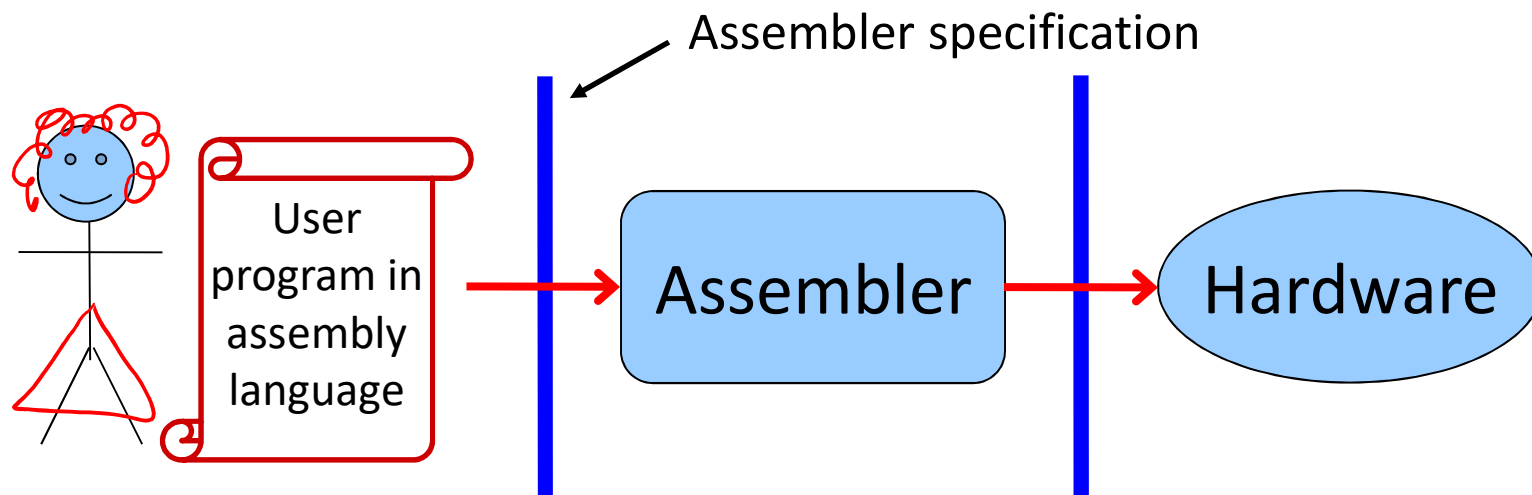 Assembler specification
User
program in
assembly
language
Assembler
Hardware